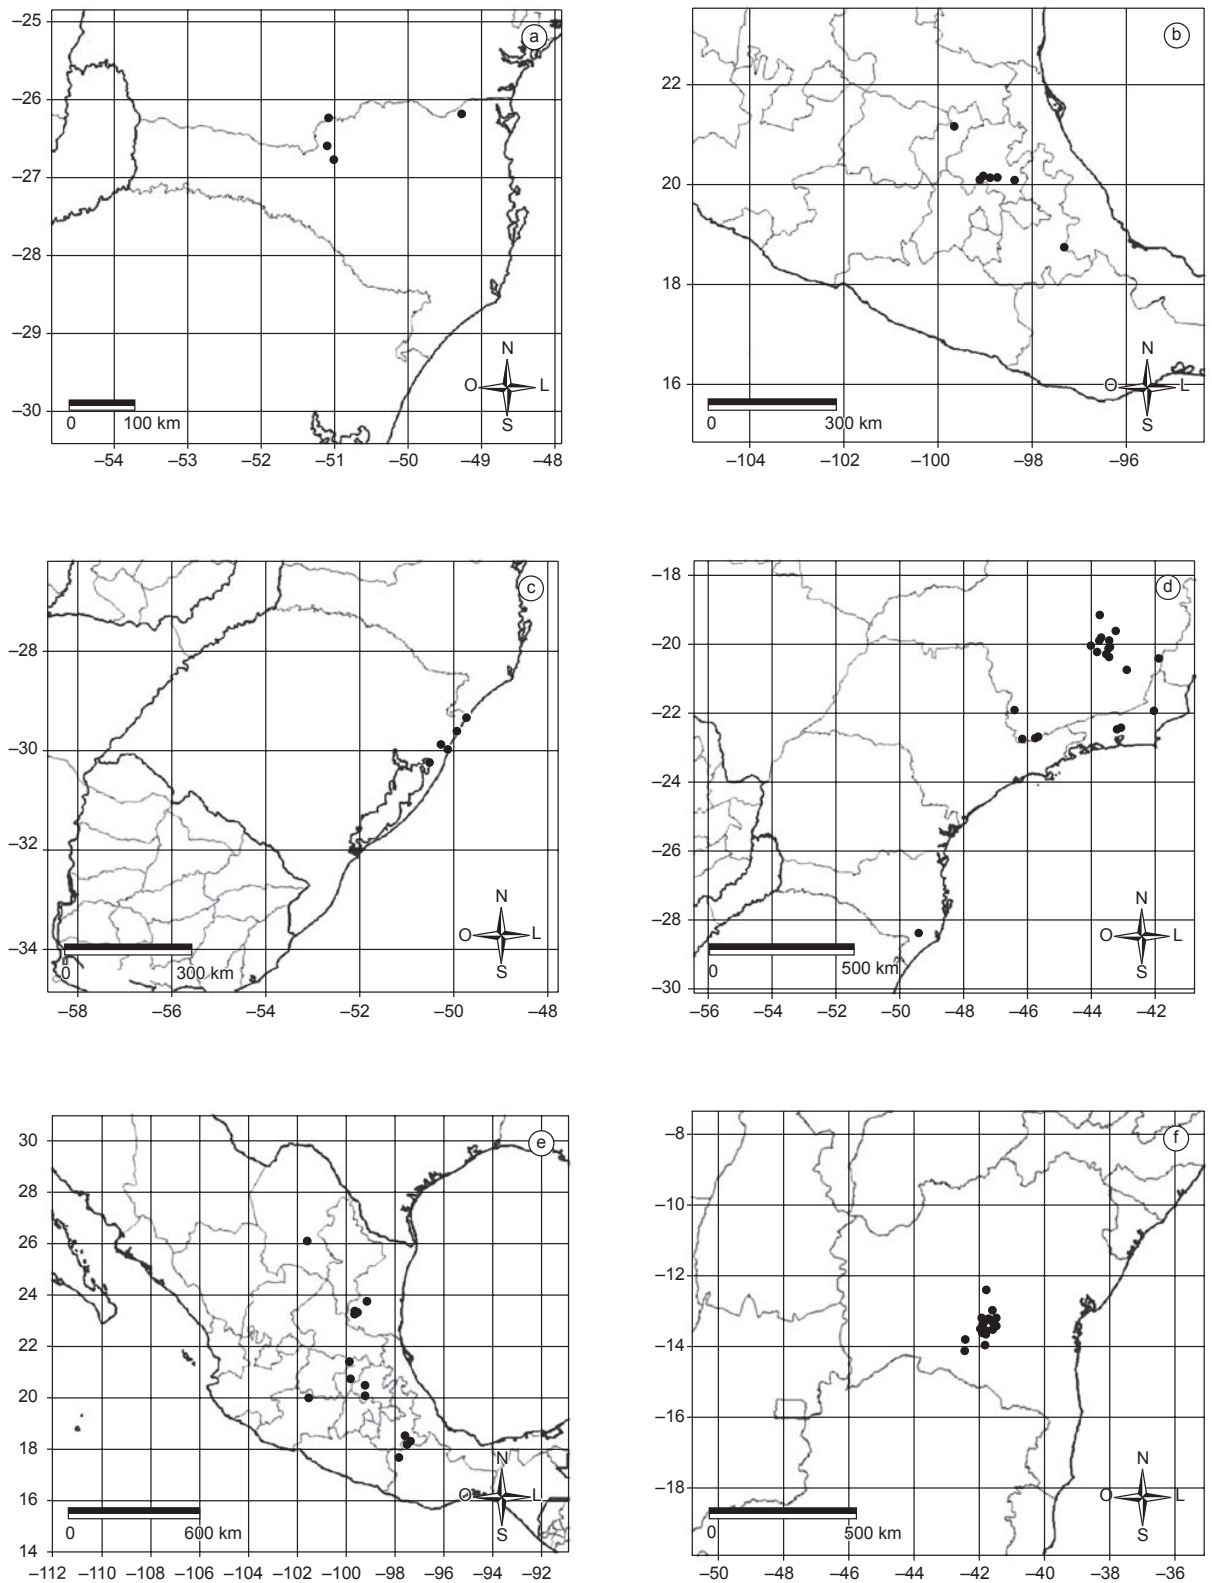 a
–25
–26
–27
–28
–29
–30
N
O L
S
0 100 km
–54 –53 –52 –51 –50 –49 –48
b
22
20
18
16
N
O L
S
0 300 km
–104 –102 –100 –98 –96
c
–28
–30
–32
–34
N
O L
S
0 300 km
–58 –56 –54 –52 –50 –48
d
–18
–20
–22
–24
–26
–28
–30
N
O L
S
0 500 km
–56 –54 –52 –50 –48 –46 –44 –42
e
30
28
26
24
22
20
18
16
14
N
O L
S
0 600 km
–112 –110 –108 –106 –104 –102 –100 –98 –96 –94 –92
f
–8
–10
–12
–14
–16
–18
N
O L
S
0 500 km
–50 –48 –46 –44 –42 –40 –38 –36